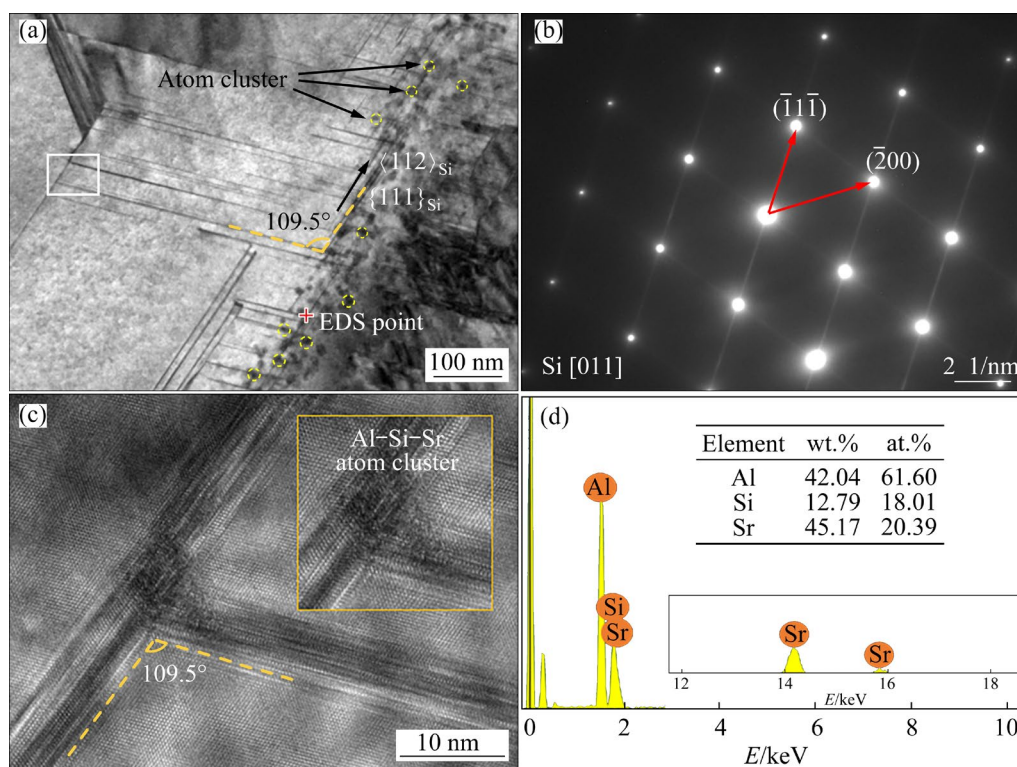 (a)
Atom cluster
⟨112⟩Si
{111}Si
109.5°
EDS point
100 nm
(b)
(1̄11̄)
(2̄00)
Si [011]
2 1/nm
(c)
Al−Si−Sr
atom cluster
109.5°
10 nm
(d)
Al
Si
Sr
Element wt.% at.%
Al 42.04 61.60
Si 12.79 18.01
Sr 45.17 20.39
Sr
Sr
12 14 16 18
E/keV
0 2 4 6 8 10
E/keV